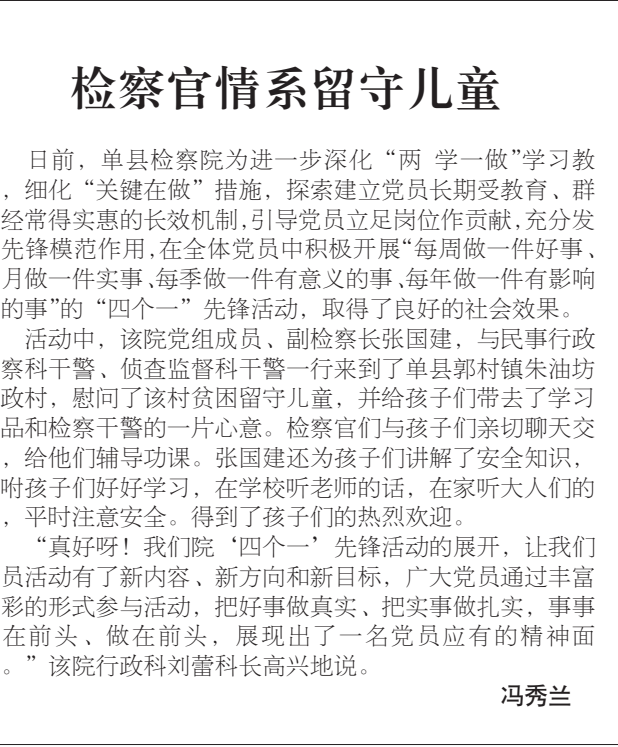 检察官情系留守儿童
日前，单县检察院为进一步深化“两 学一做”学习教
，细化“关键在做”措施，探索建立党员长期受教育、群
经常得实惠的长效机制，引导党员立足岗位作贡献，充分发
先锋模范作用，在全体党员中积极开展“每周做一件好事、
月做一件实事、每季做一件有意义的事、每年做一件有影响
的事”的“四个一”先锋活动，取得了良好的社会效果。
活动中，该院党组成员、副检察长张国建，与民事行政
察科干警、侦查监督科干警一行来到了单县郭村镇朱油坊
政村，慰问了该村贫困留守儿童，并给孩子们带去了学习
品和检察干警的一片心意。检察官们与孩子们亲切聊天交
，给他们辅导功课。张国建还为孩子们讲解了安全知识，
咐孩子们好好学习，在学校听老师的话，在家听大人们的
，平时注意安全。得到了孩子们的热烈欢迎。
“真好呀！我们院‘四个一’先锋活动的展开，让我们
员活动有了新内容、新方向和新目标，广大党员通过丰富
彩的形式参与活动，把好事做真实、把实事做扎实，事事
在前头、做在前头，展现出了一名党员应有的精神面
。”该院行政科刘蕾科长高兴地说。
冯秀兰